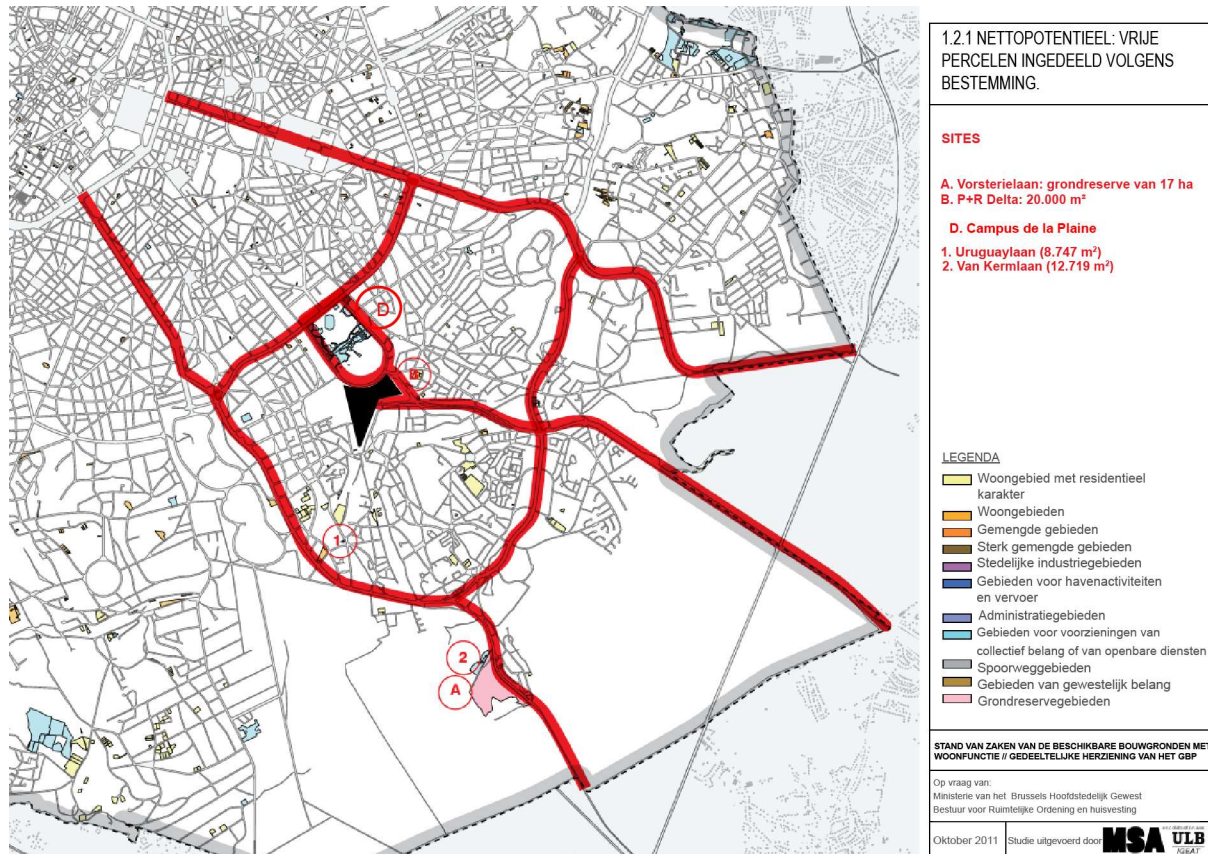 1.2.1 NETTOPOTENTIEEL: VRIJE
PERCELEN INGEDEELD VOLGENS
BESTEMMING.
SITES
A. Vorsterielaan: grondreserve van 17 ha
B. P+R Delta: 20.000 m²
D. Campus de la Plaine
1. Uruguaylaan (8.747 m²)
2. Van Kermlaan (12.719 m²)
D
1
2
A
LEGENDA
Woongebied met residentieel
karakter
Woongebieden
Gemengde gebieden
Sterk gemengde gebieden
Stedelijke industriegebieden
Gebieden voor havenactiviteiten
en vervoer
Administratiegebieden
Gebieden voor voorzieningen van
collectief belang of van openbare diensten
Spoorweggebieden
Gebieden van gewestelijk belang
Grondreservegebieden
STAND VAN ZAKEN VAN DE BESCHIKBARE BOUWGRONDEN MET
WOONFUNCTIE // GEDEELTELIJKE HERZIENING VAN HET GBP
Op vraag van:
Ministerie van het Brussels Hoofdstedelijk Gewest
Bestuur voor Ruimtelijke Ordening en huisvesting
Oktober 2011
Studie uitgevoerd door
MSA
ULB
IGEAT